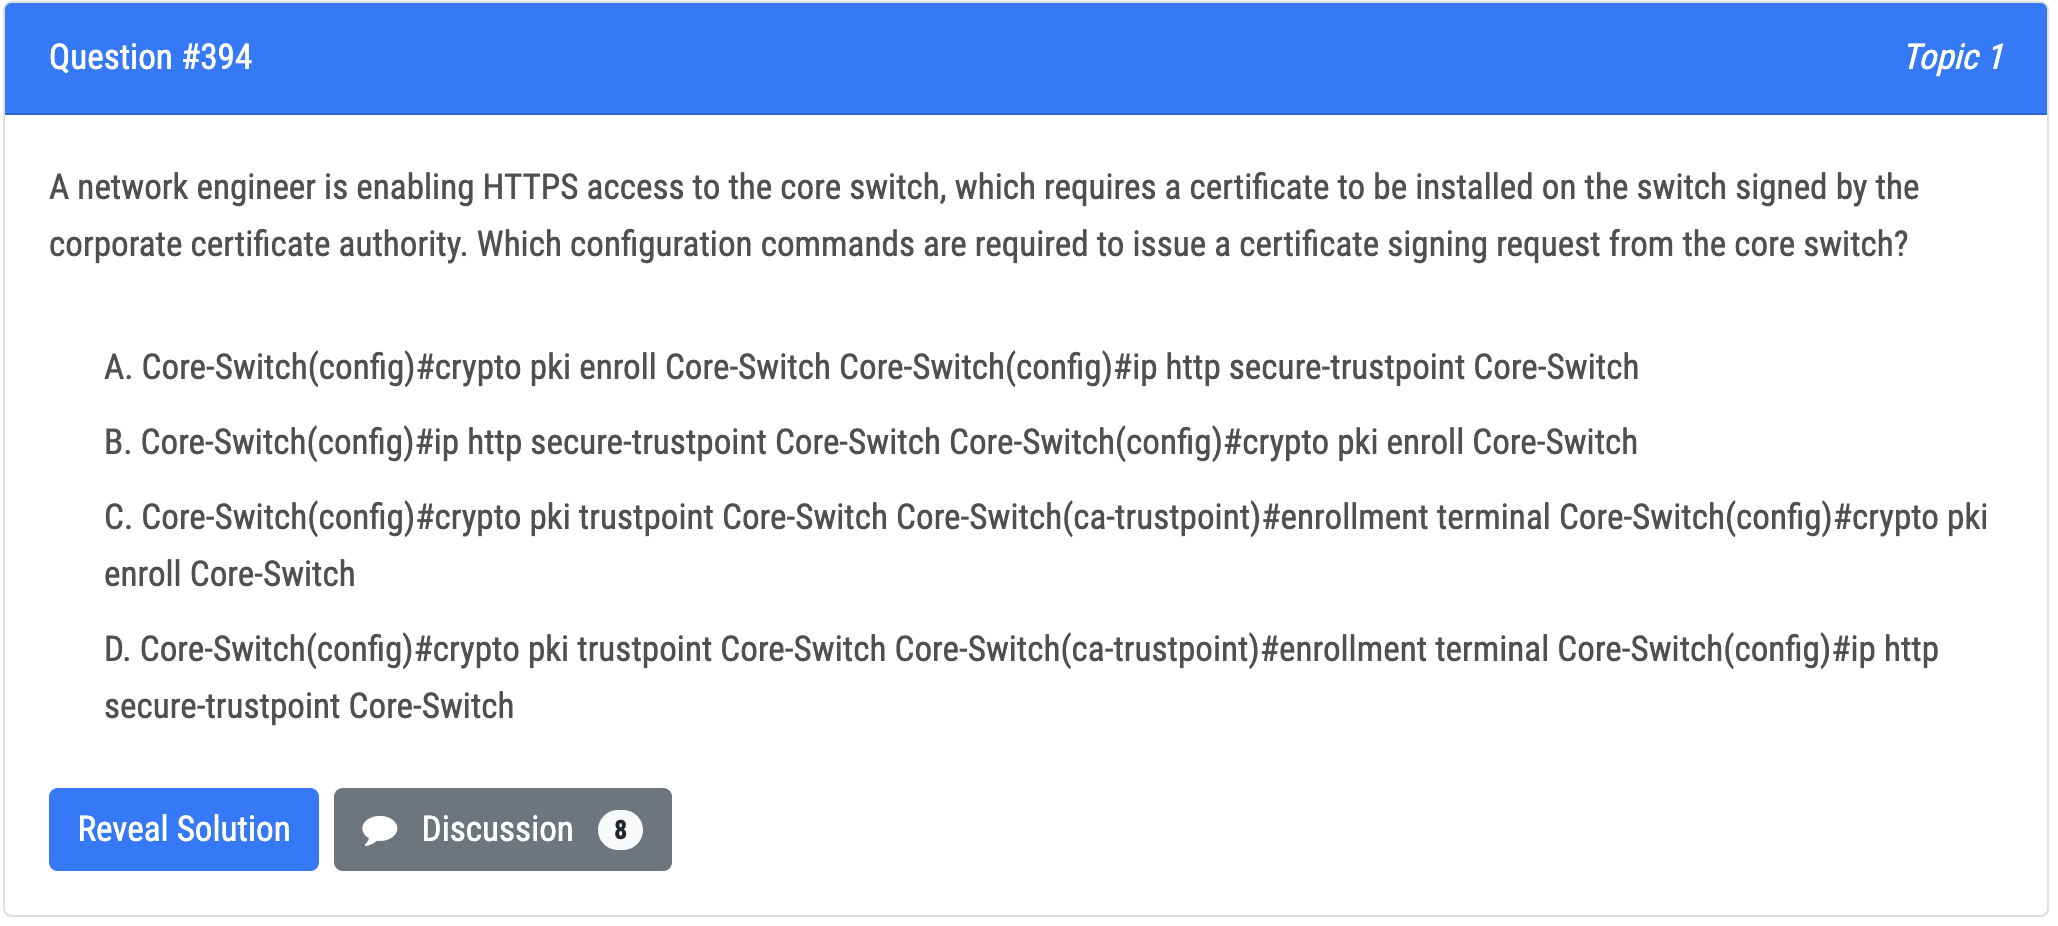 Question #394
Topic 1
A network engineer is enabling HTTPS access to the core switch, which requires a certificate to be installed on the switch signed by the
corporate certificate authority. Which configuration commands are required to issue a certificate signing request from the core switch?
A. Core-Switch(config)#crypto pki enroll Core-Switch Core-Switch(config)#ip http secure-trustpoint Core-Switch
B. Core-Switch(config)#ip http secure-trustpoint Core-Switch Core-Switch(config)#crypto pki enroll Core-Switch
C. Core-Switch(config)#crypto pki trustpoint Core-Switch Core-Switch(ca-trustpoint)#enrollment terminal Core-Switch(config)#crypto pki
enroll Core-Switch
D. Core-Switch(config)#crypto pki trustpoint Core-Switch Core-Switch(ca-trustpoint)#enrollment terminal Core-Switch(config)#ip http
secure-trustpoint Core-Switch
Reveal Solution
Discussion 8